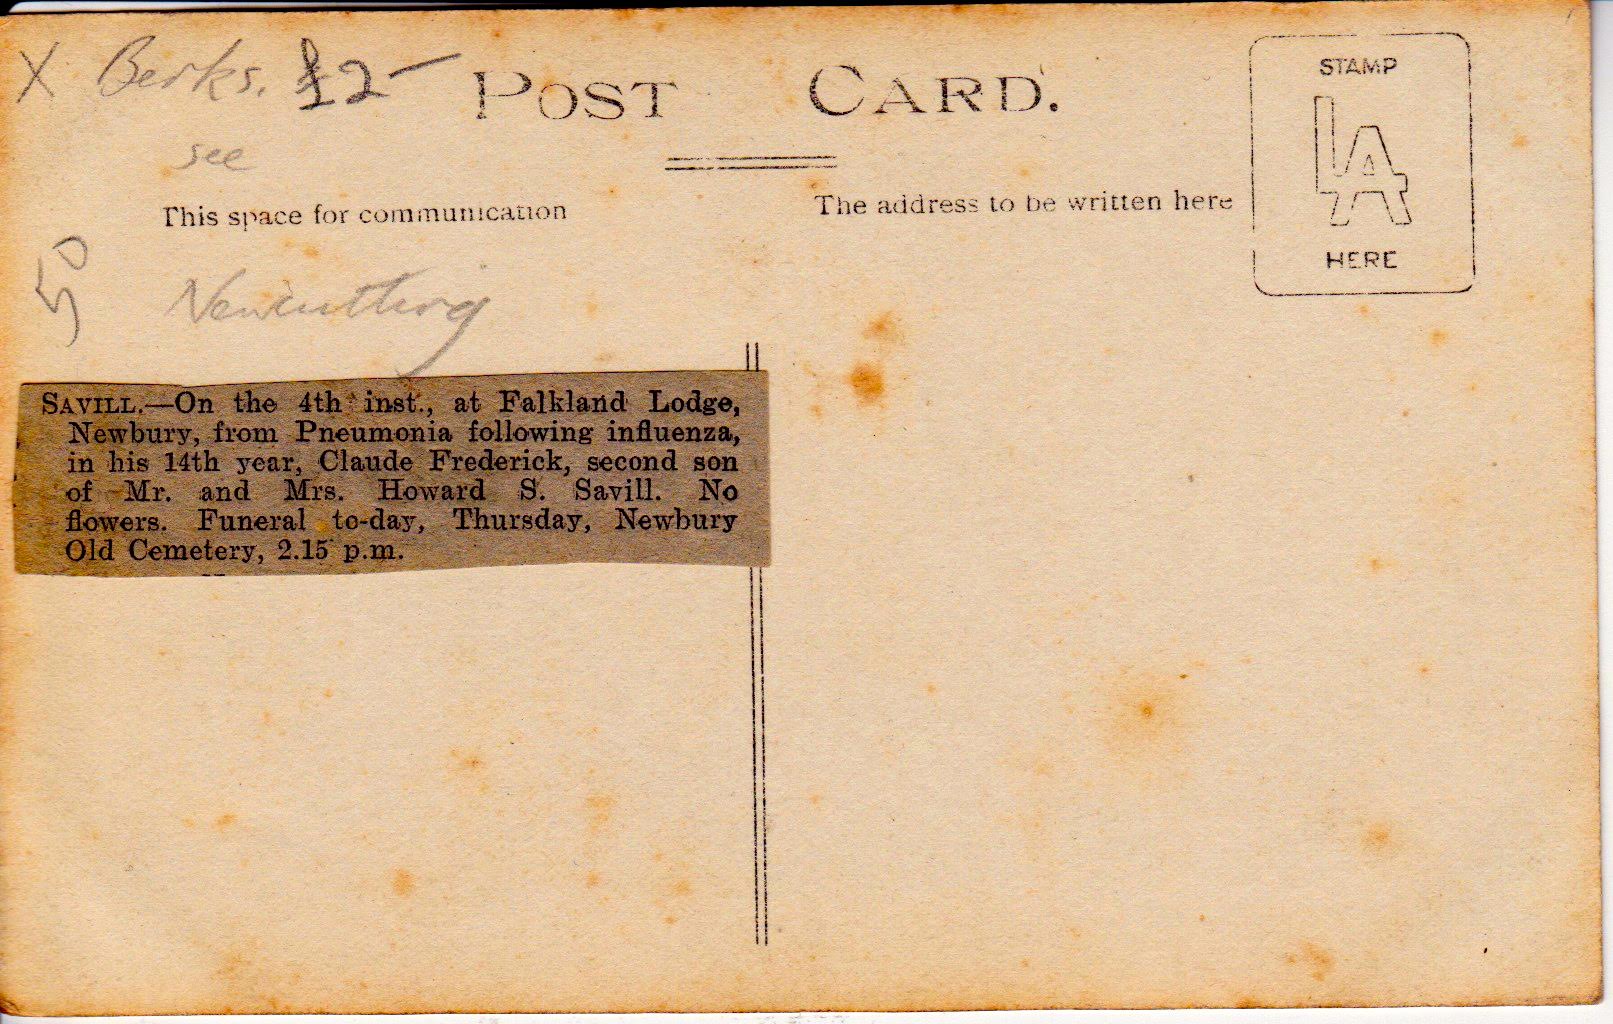 X Berks. £2-
POST CARD.
STAMP
LA
HERE
see
This space for communication
The address to be written here
50
Newcutting
SAVILL.—On the 4th inst., at Falkland Lodge,
Newbury, from Pneumonia following influenza,
in his 14th year, Claude Frederick, second son
of Mr. and Mrs. Howard S. Savill. No
flowers. Funeral to-day, Thursday, Newbury
Old Cemetery, 2.15 p.m.